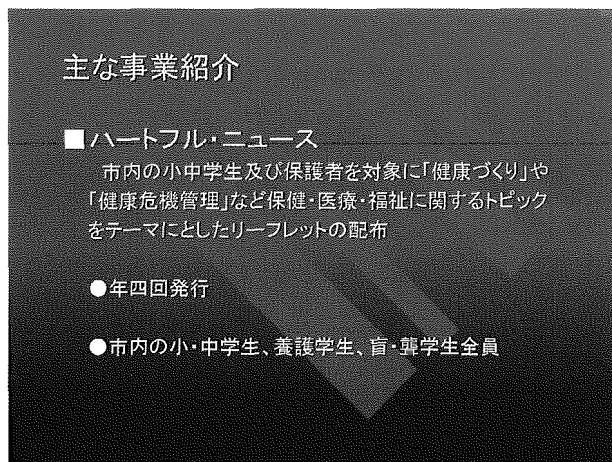 主な事業紹介
■ハートフル・ニュース
市内の小中学生及び保護者を対象に「健康づくり」や
「健康危機管理」など保健・医療・福祉に関するトピック
をテーマにとしたリーフレットの配布
●年四回発行
●市内の小・中学生、養護学生、盲・聾学生全員